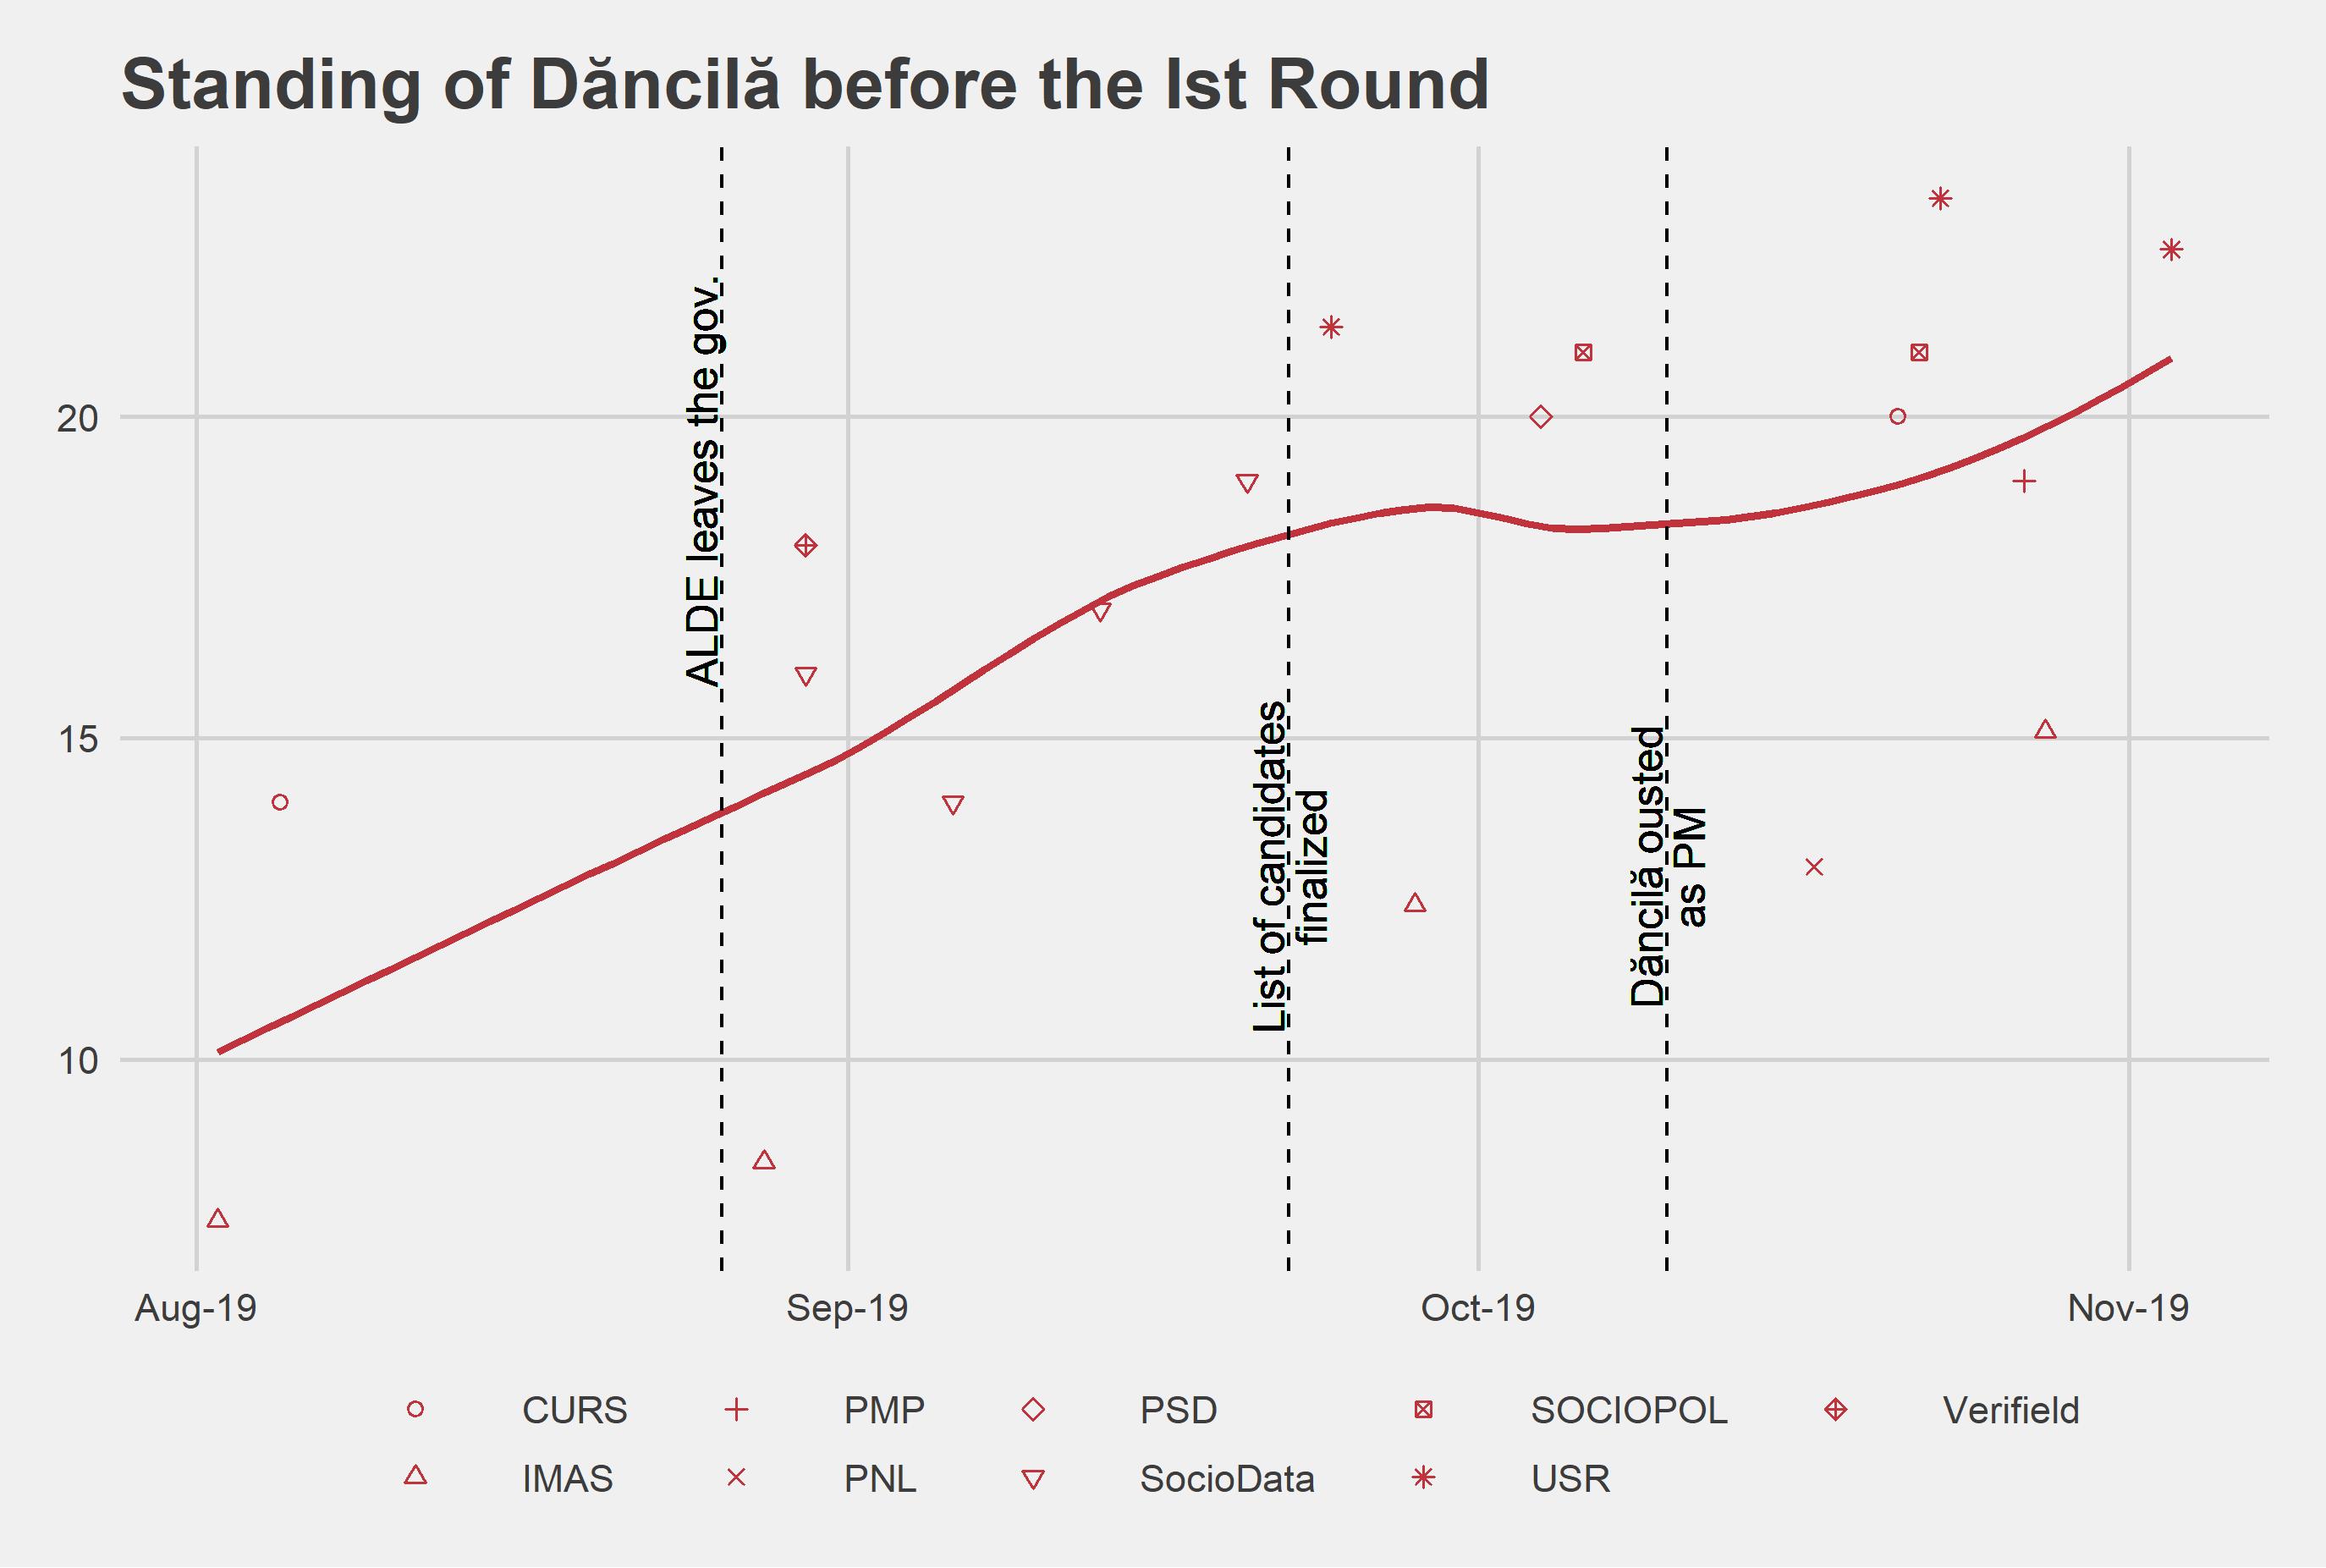 Standing of Dăncilă before the Ist Round
20
15
10
ALDE leaves the gov.
List of candidates
finalized
Dăncilă ousted
as PM
Aug-19
Sep-19
Oct-19
Nov-19
CURS
PMP
PSD
SOCIOPOL
Verifield
IMAS
PNL
SocioData
USR